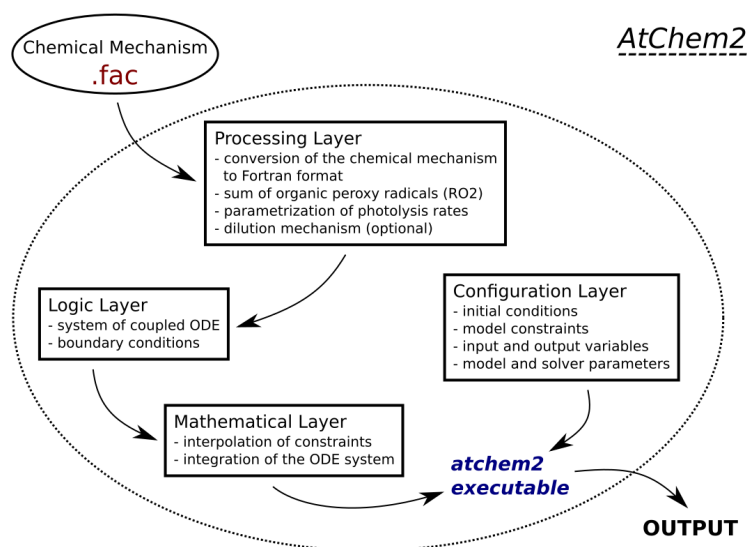 AtChem2
Chemical Mechanism
.fac
Processing Layer
- conversion of the chemical mechanism
to Fortran format
- sum of organic peroxy radicals (RO2)
- parametrization of photolysis rates
- dilution mechanism (optional)
Logic Layer
- system of coupled ODE
- boundary conditions
Configuration Layer
- initial conditions
- model constraints
- input and output variables
- model and solver parameters
Mathematical Layer
- interpolation of constraints
- integration of the ODE system
atchem2
executable
OUTPUT